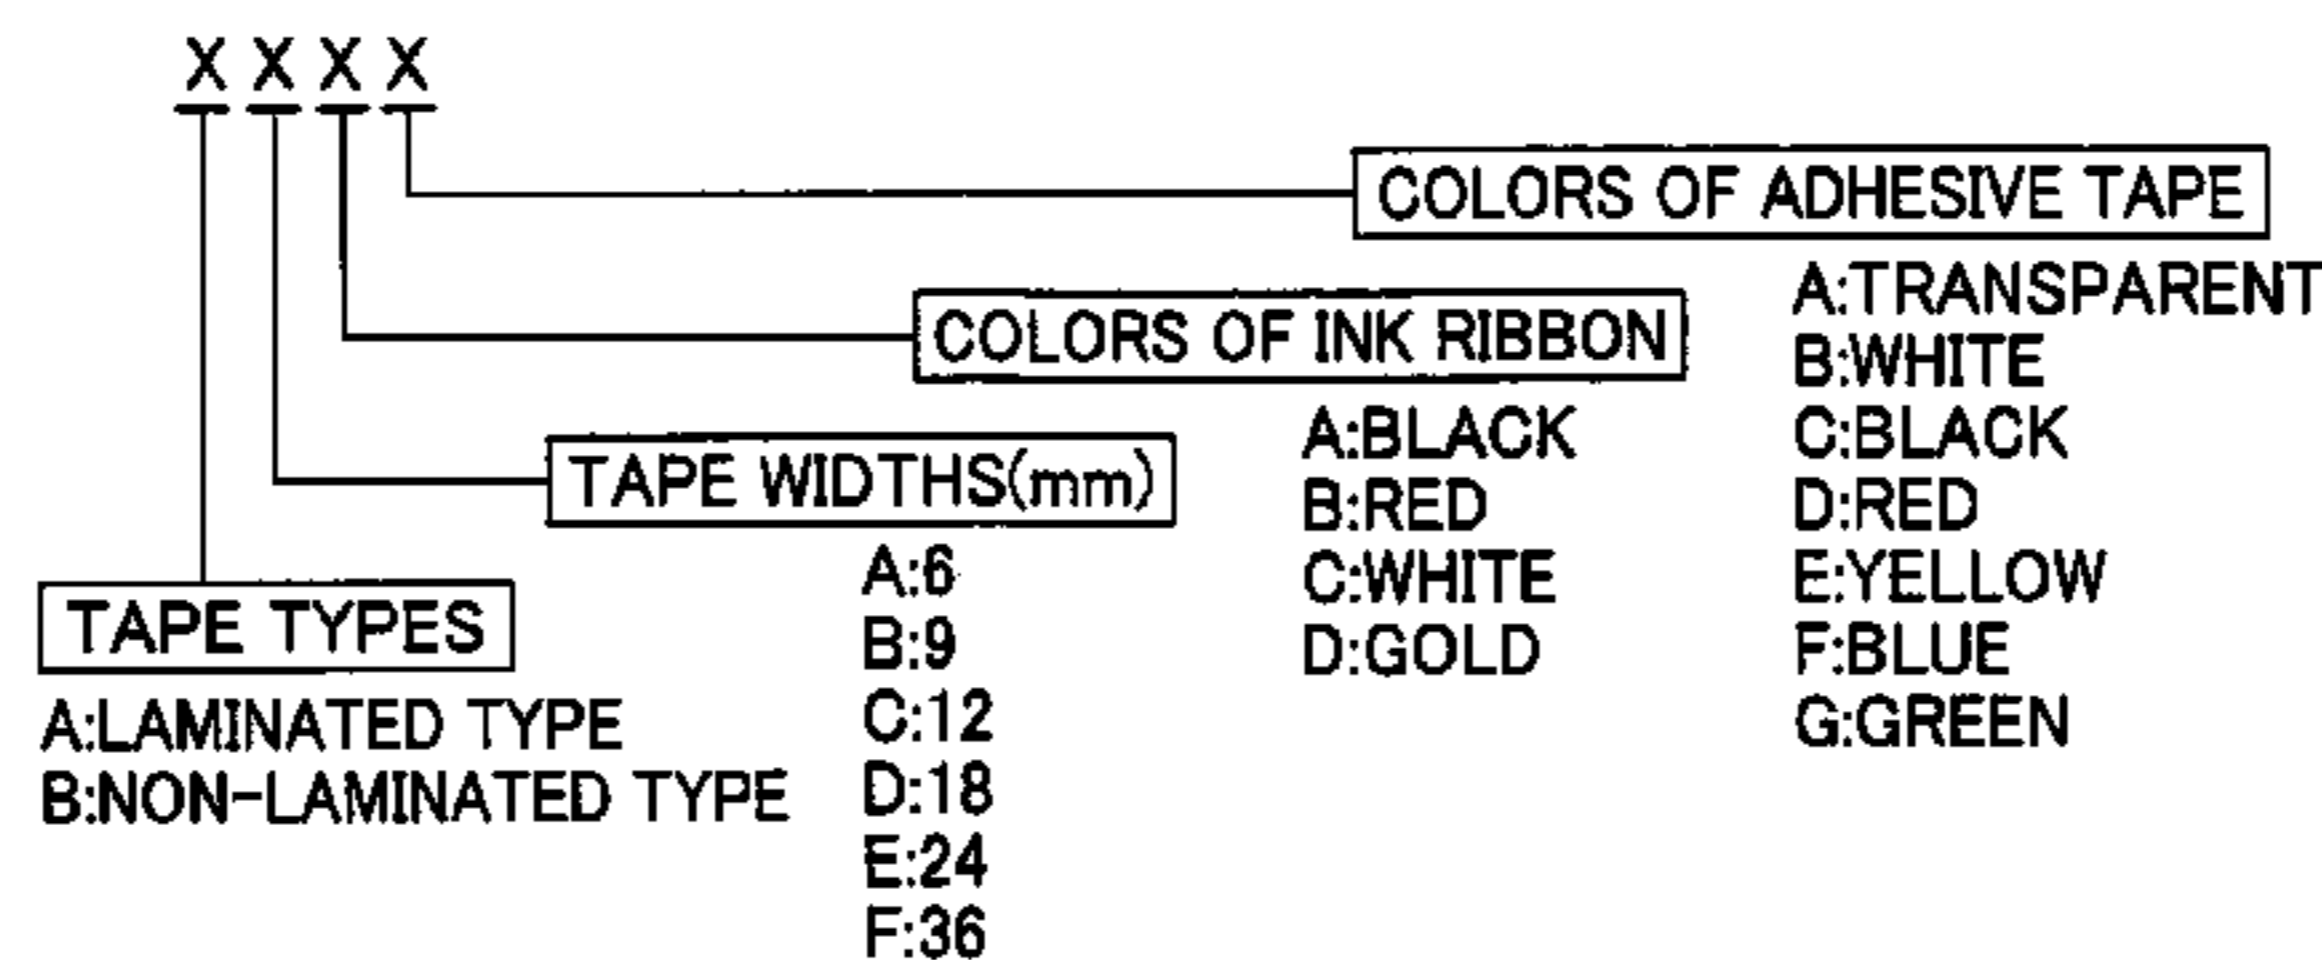 X X X X
COLORS OF ADHESIVE TAPE
A:TRANSPARENT
B:WHITE
C:BLACK
D:RED
E:YELLOW
F:BLUE
G:GREEN
COLORS OF INK RIBBON
A:BLACK
B:RED
C:WHITE
D:GOLD
TAPE WIDTHS(mm)
A:6
B:9
C:12
D:18
E:24
F:36
TAPE TYPES
A:LAMINATED TYPE
B:NON-LAMINATED TYPE